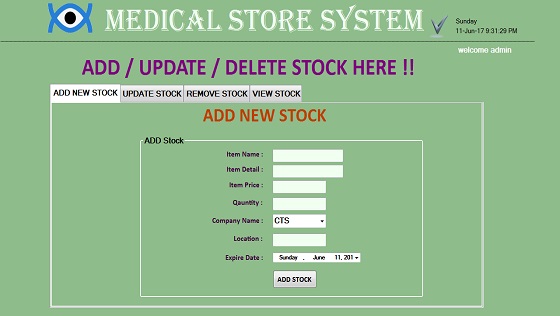 MEDICAL STORE SYSTEM
Sunday
11-Jun-17 9:31:29 PM
welcome admin
ADD / UPDATE / DELETE STOCK HERE !!
ADD NEW STOCK UPDATE STOCK REMOVE STOCK VIEW STOCK
ADD NEW STOCK
ADD Stock
Item Name :
Item Detail :
Item Price :
Qauntity :
Company Name : CTS
Location :
Expire Date : Sunday , June 11, 201
ADD STOCK